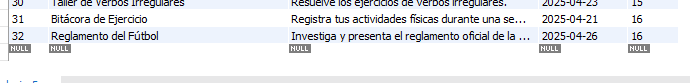 30 Taller de Verbos Irregulares Resuelve los ejercicios de verbos irregulares. 2025-04-23 15
31 Bitácora de Ejercicio Registra tus actividades físicas durante una se... 2025-04-21 16
32 Reglamento del Fútbol Investiga y presenta el reglamento oficial de la ... 2025-04-26 16
NULL NULL NULL NULL NULL